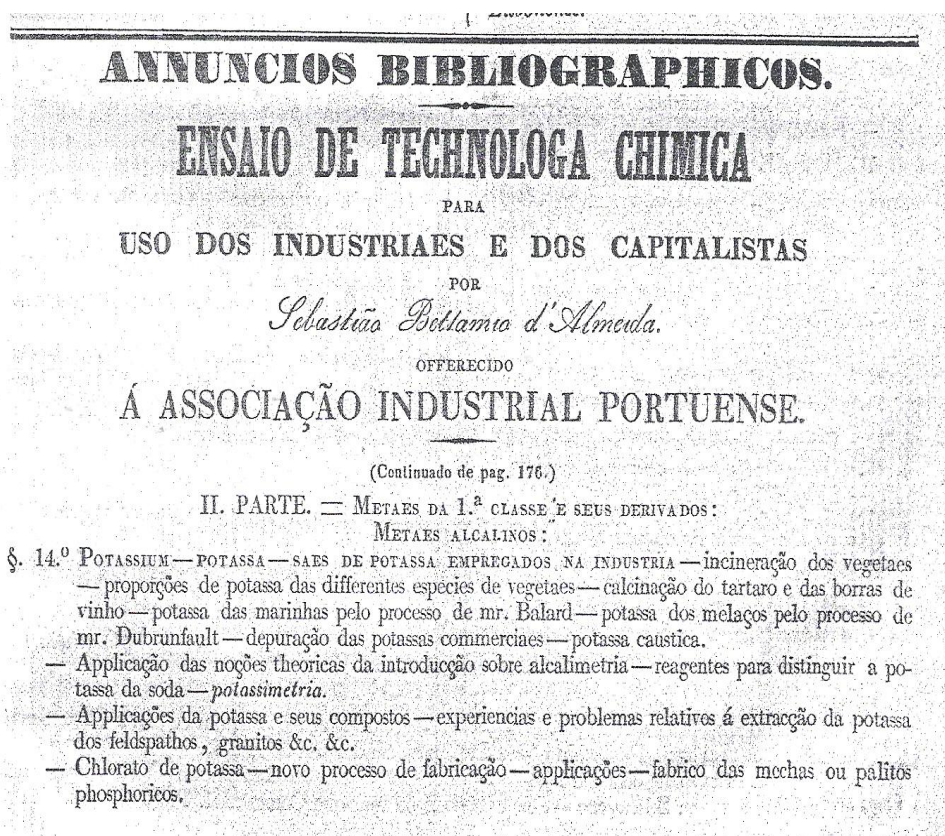 ANNUNCIOS BIBLIOGRAPHICOS.
ENSAIO DE TECHNOLOGA CHIMICA
PARA
USO DOS INDUSTRIAES E DOS CAPITALISTAS
POR
Sebastião Bettamio d'Almeida.
OFFERECIDO
Á ASSOCIAÇÃO INDUSTRIAL PORTUENSE.
(Continuado de pag. 176.)
II. PARTE. = METAES DA 1.ª CLASSE E SEUS DERIVADOS:
METAES ALCALINOS:
§. 14.º POTASSIUM—POTASSA—SAES DE POTASSA EMPREGADOS NA INDUSTRIA—incineração dos vegetaes
—proporções de potassa das differentes especies de vegetaes—calcinação do tartaro e das borras de
vinho—potassa das marinhas pelo processo de mr. Balard—potassa dos melaços pelo processo de
mr. Dubrunfault—depuração das potassas commerciaes—potassa caustica.
— Applicação das noções theoricas da introducção sobre alcalimetria—reagentes para distinguir a po-
tassa da soda—potassimetria.
— Applicações da potassa e seus compostos—experiencias e problemas relativos á extracção da potassa
dos feldspathos, granitos &c. &c.
— Chlorato de potassa—novo processo de fabricação—applicações—fabrico das mechas ou palitos
phosphoricos.